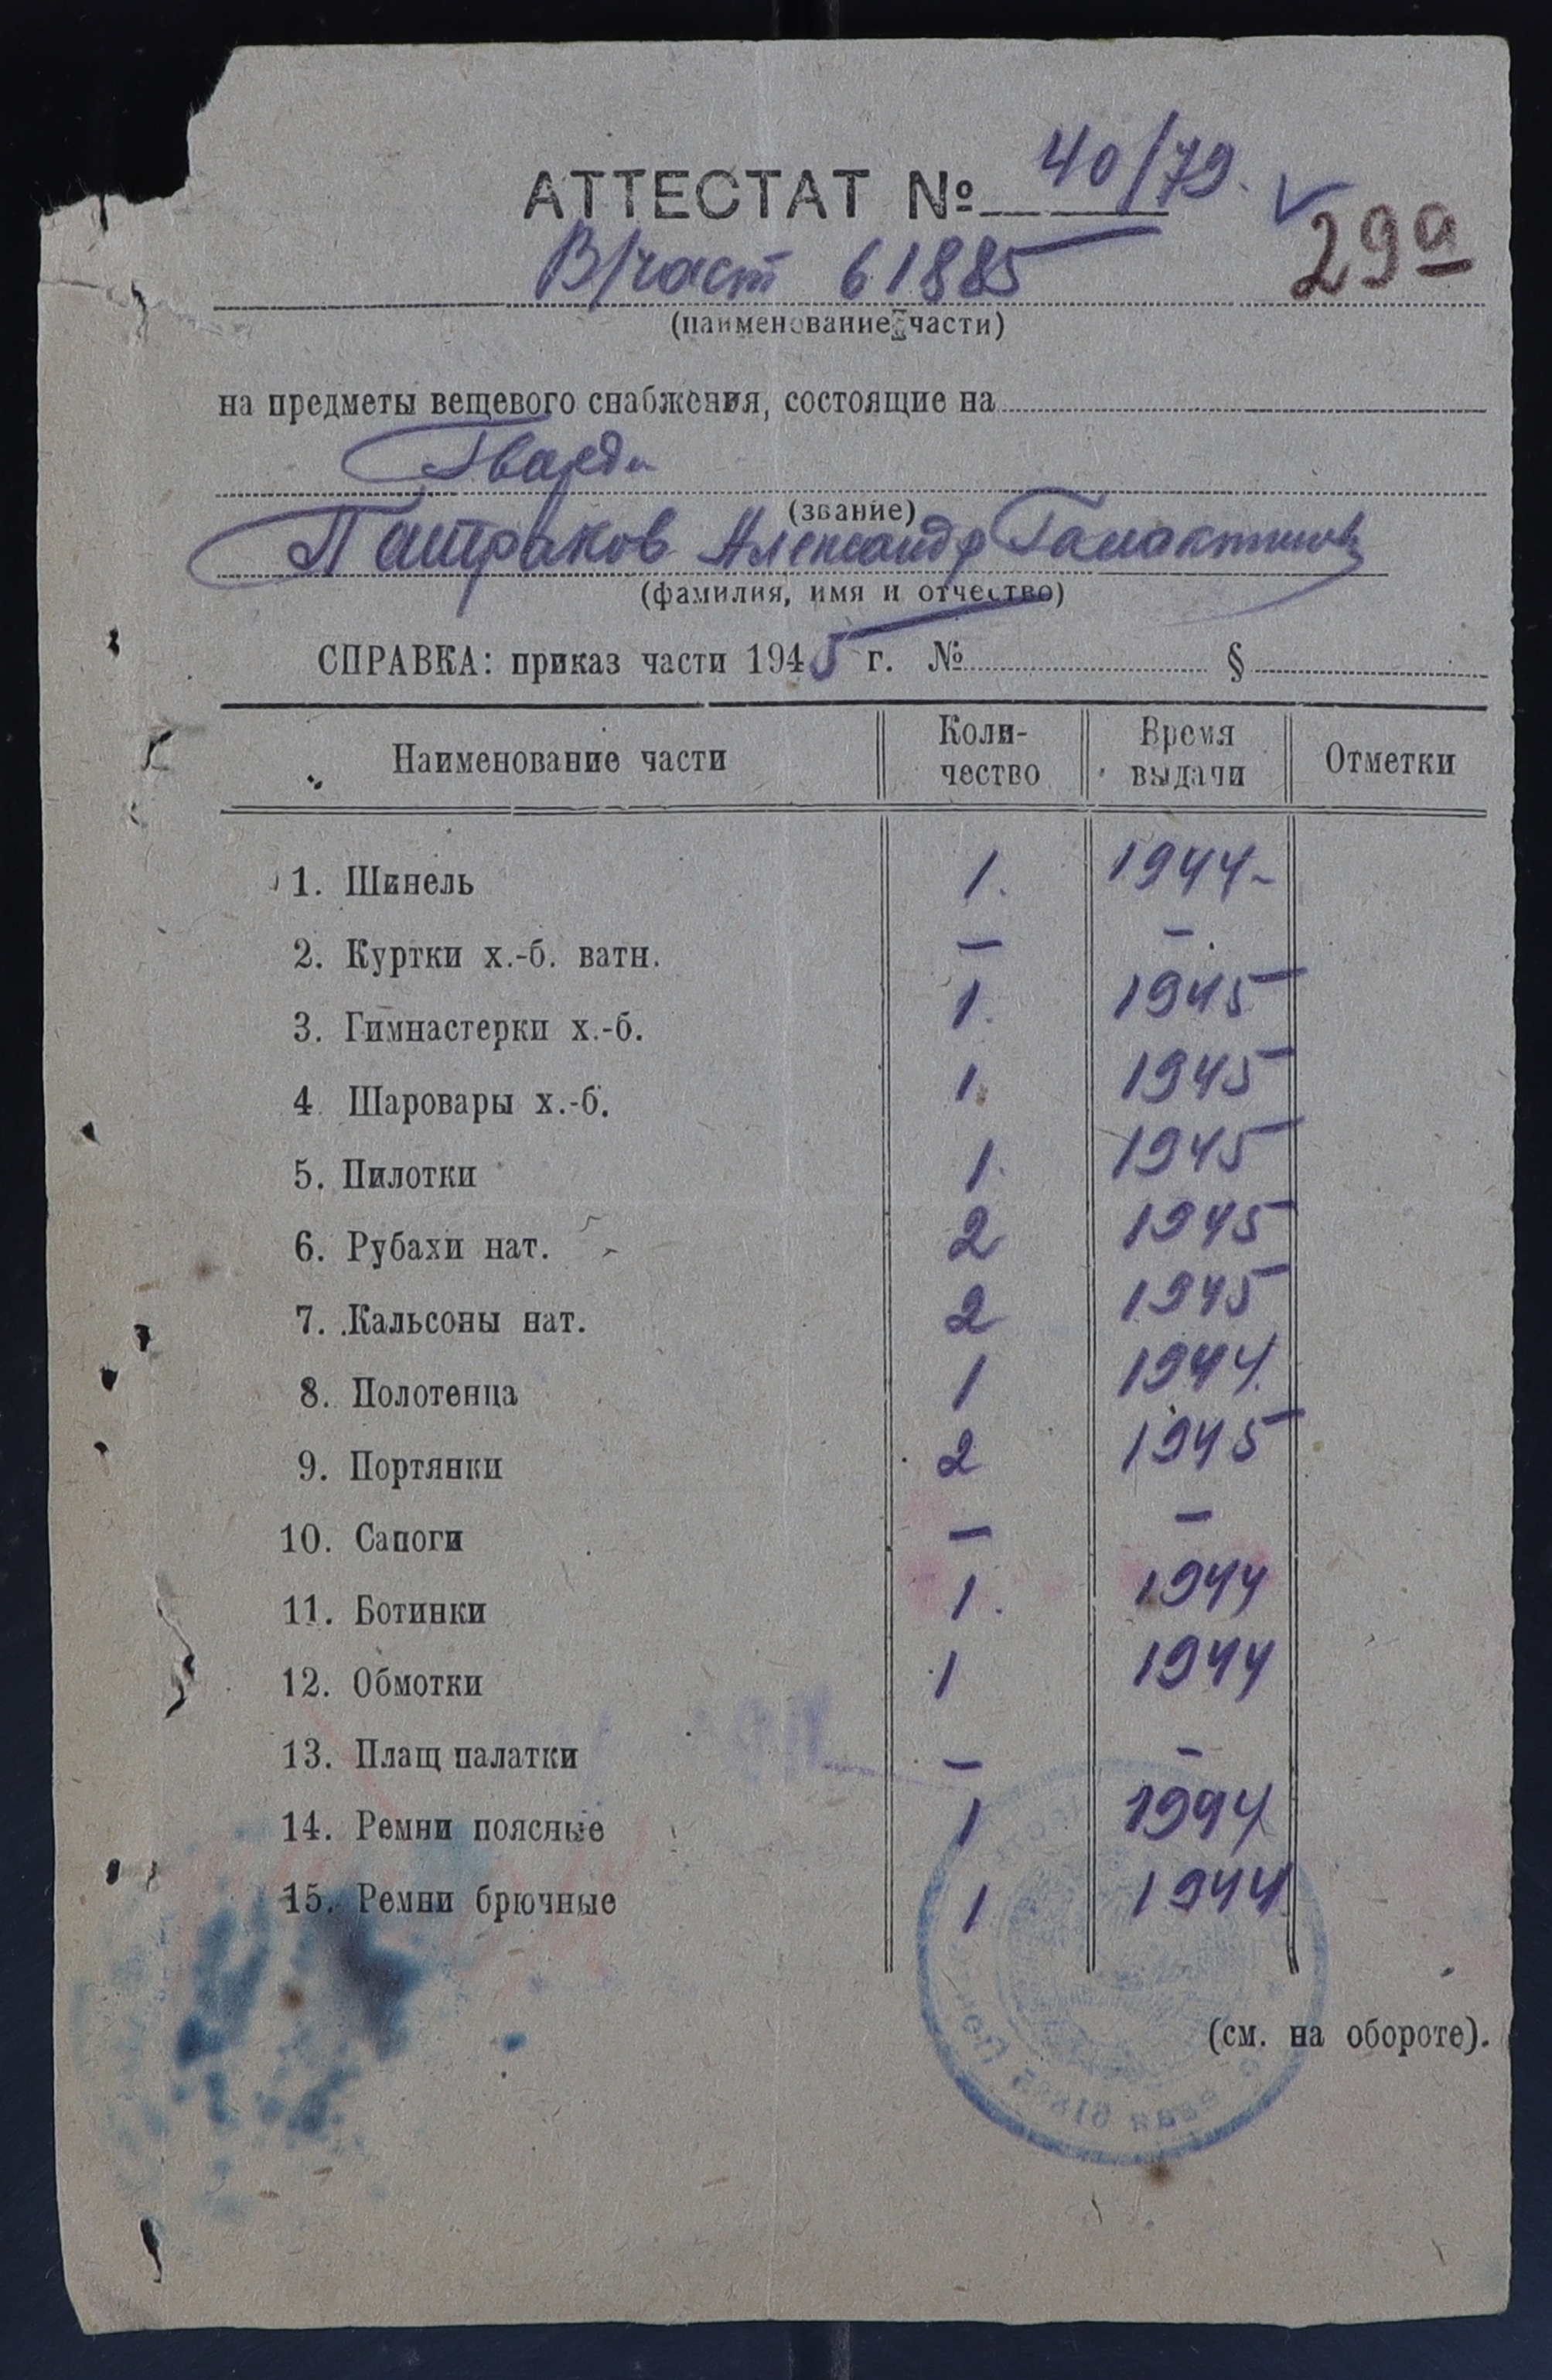 АТТЕСТАТ № 40/79.
29а
В/част 61885
(наименование части)
на предметы вещевого снабжения, состоящие на
Гварди
(звание)
Александр
(фамилия, имя и отчество)
СПРАВКА: приказ части 1945 г. № §
Наименование части Коли-чество Время выдачи Отметки
1. Шинель 1. 1944-
2. Куртки х.-б. ватн. — —
3. Гимнастерки х.-б. 1. 1945
4 Шаровары х.-б. 1. 1945
5. Пилотки 1. 1945
6. Рубахи нат. 2 1945
7. Кальсоны нат. 2 1945
8. Полотенца 1 1944.
9. Портянки 2 1945
10. Сапоги — —
11. Ботинки 1. 1944
12. Обмотки 1 1944
13. Плащ палатки — —
14. Ремни поясные 1 1944
15. Ремни брючные 1 1944
(см. на обороте).